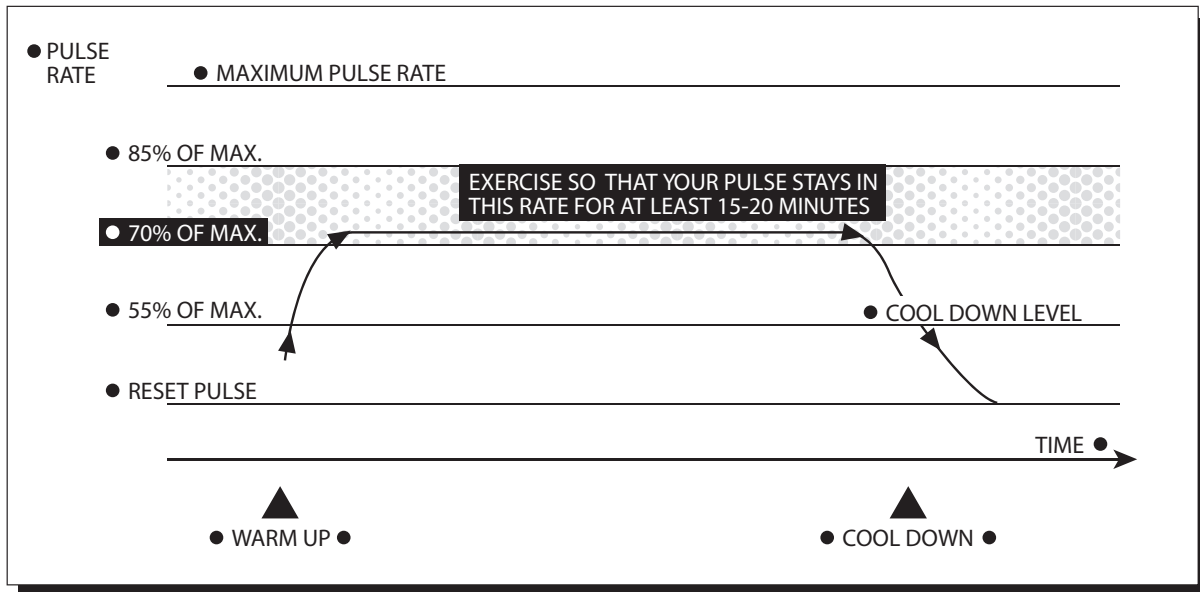 ● PULSE
RATE
● MAXIMUM PULSE RATE
● 85% OF MAX.
EXERCISE SO THAT YOUR PULSE STAYS IN
THIS RATE FOR AT LEAST 15-20 MINUTES
● 70% OF MAX.
● 55% OF MAX.
● COOL DOWN LEVEL
● RESET PULSE
TIME ●
● WARM UP ●
● COOL DOWN ●